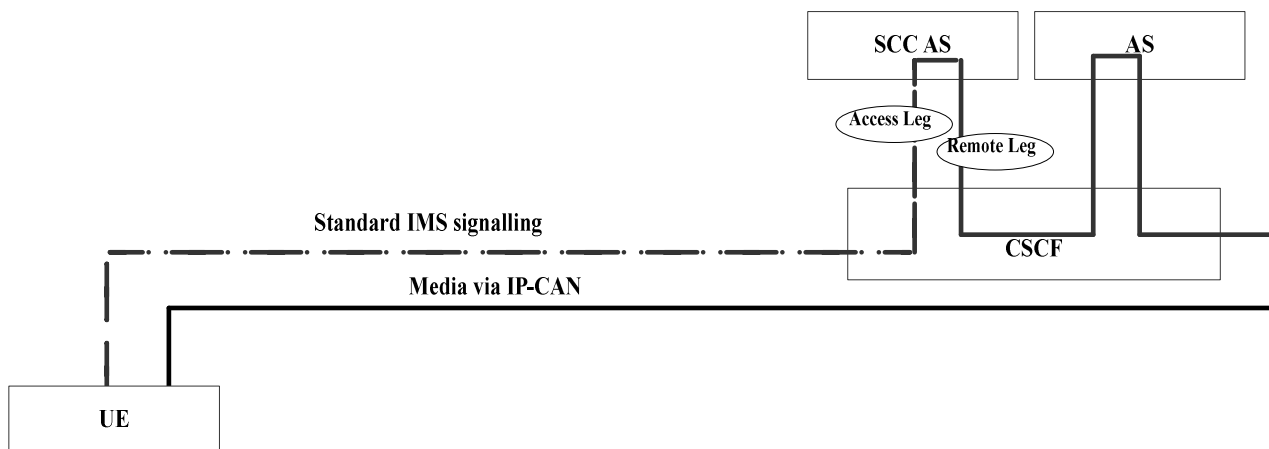 SCC AS
AS
Access Leg
Remote Leg
Standard IMS signalling
CSCF
Media via IP-CAN
UE